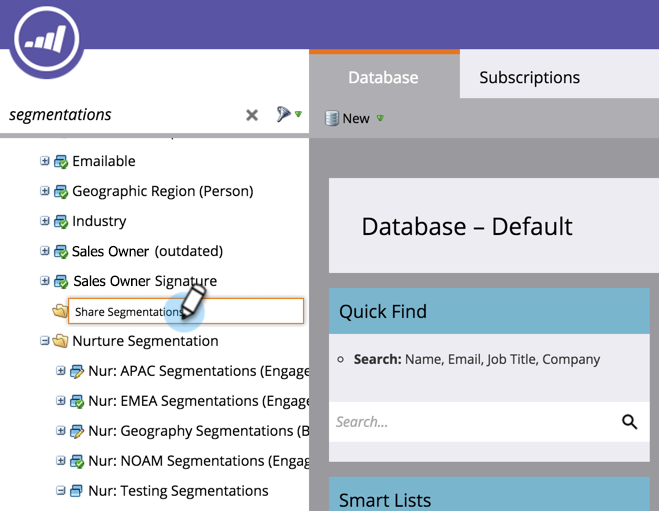 Database
Subscriptions
segmentations
New
Emailable
Geographic Region (Person)
Industry
Sales Owner (outdated)
Sales Owner Signature
Share Segmentations
Nurture Segmentation
Nur: APAC Segmentations (Engage
Nur: EMEA Segmentations (Engage
Nur: Geography Segmentations (B
Nur: NOAM Segmentations (Engag
Nur: Testing Segmentations
Database – Default
Quick Find
Search: Name, Email, Job Title, Company
Search...
Smart Lists